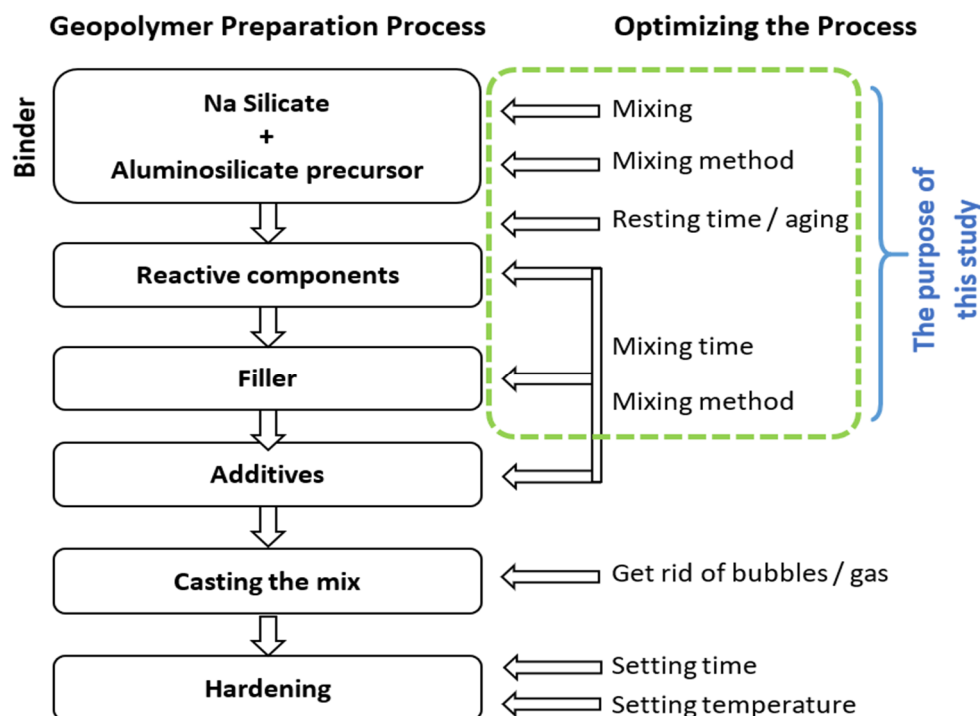 Geopolymer Preparation Process
Optimizing the Process
Binder
Na Silicate
+
Aluminosilicate precursor
Mixing
Mixing method
Resting time / aging
Reactive components
Mixing time
Filler
Mixing method
Additives
The purpose of
this study
Casting the mix
Get rid of bubbles / gas
Hardening
Setting time
Setting temperature